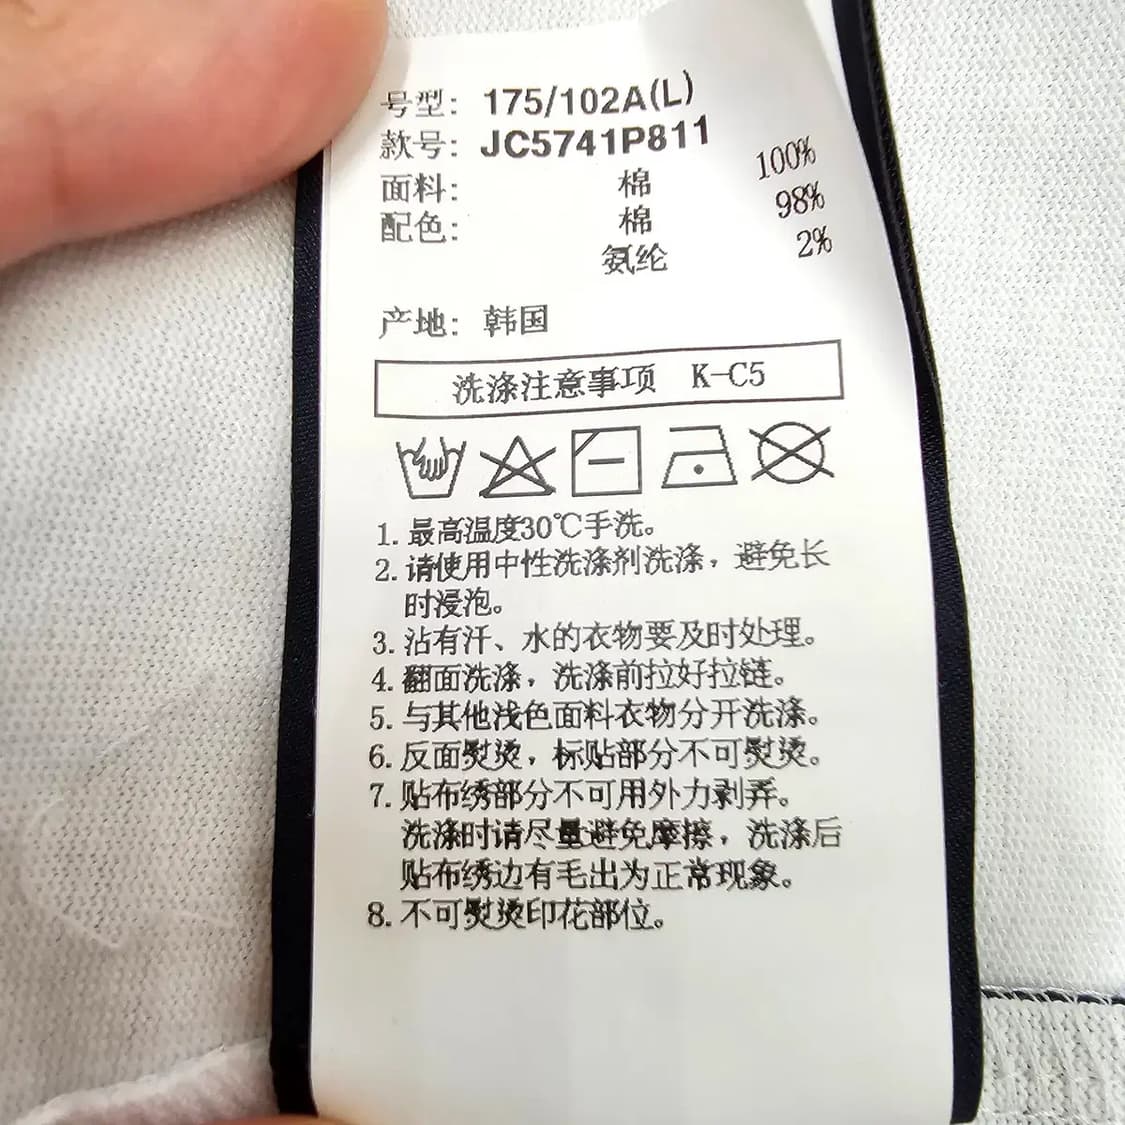 号型: 175/102A(L)
款号: JC5741P811
面料: 棉 100%
配色: 棉 98%
氨纶 2%
产地: 韩国
洗涤注意事项 K-C5
1. 最高温度30℃手洗。
2. 请使用中性洗涤剂洗涤，避免长
时浸泡。
3. 沾有汗、水的衣物要及时处理。
4. 翻面洗涤，洗涤前拉好拉链。
5. 与其他浅色面料衣物分开洗涤。
6. 反面熨烫，标贴部分不可熨烫。
7. 贴布绣部分不可用外力剥弄。
洗涤时请尽量避免摩擦，洗涤后
贴布绣边有毛出为正常现象。
8. 不可熨烫印花部位。